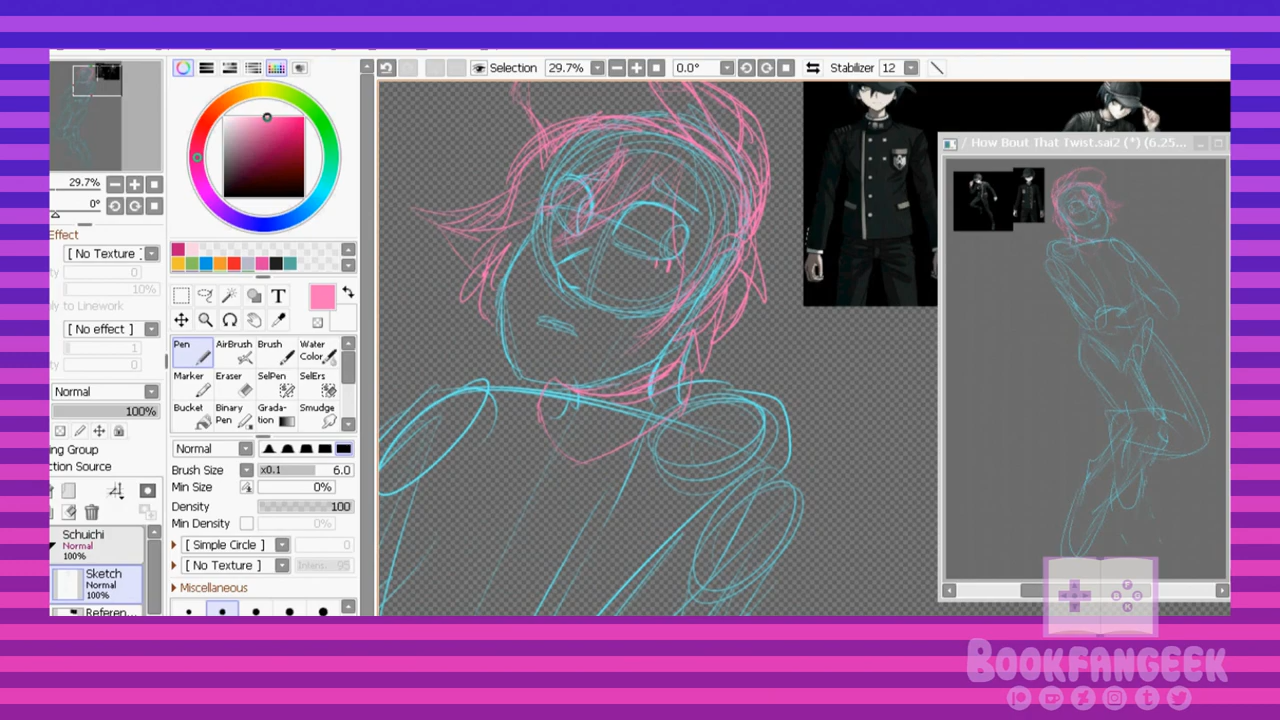 Selection 29.7% 0.0° Stabilizer 12
/ How Bout That Twist.sai2 (*) (6.25...
29.7%
0°
Effect
[ No Texture ]
0
10%
ly to Linework
[ No effect ]
1
0
Normal
100%
ng Group
ction Source
Schuichi
Normal
100%
Sketch
Normal
100%
Referen...
T
Pen AirBrush Brush Water Color
Marker Eraser SelPen SelErs
Bucket Binary Pen Grada- tion Smudge
Normal
Brush Size x0.1 6.0
Min Size 0%
Density 100
Min Density 0%
[ Simple Circle ] 0
[ No Texture ] Intens. 95
Miscellaneous
F
B G
K
BOOKFANGEEK